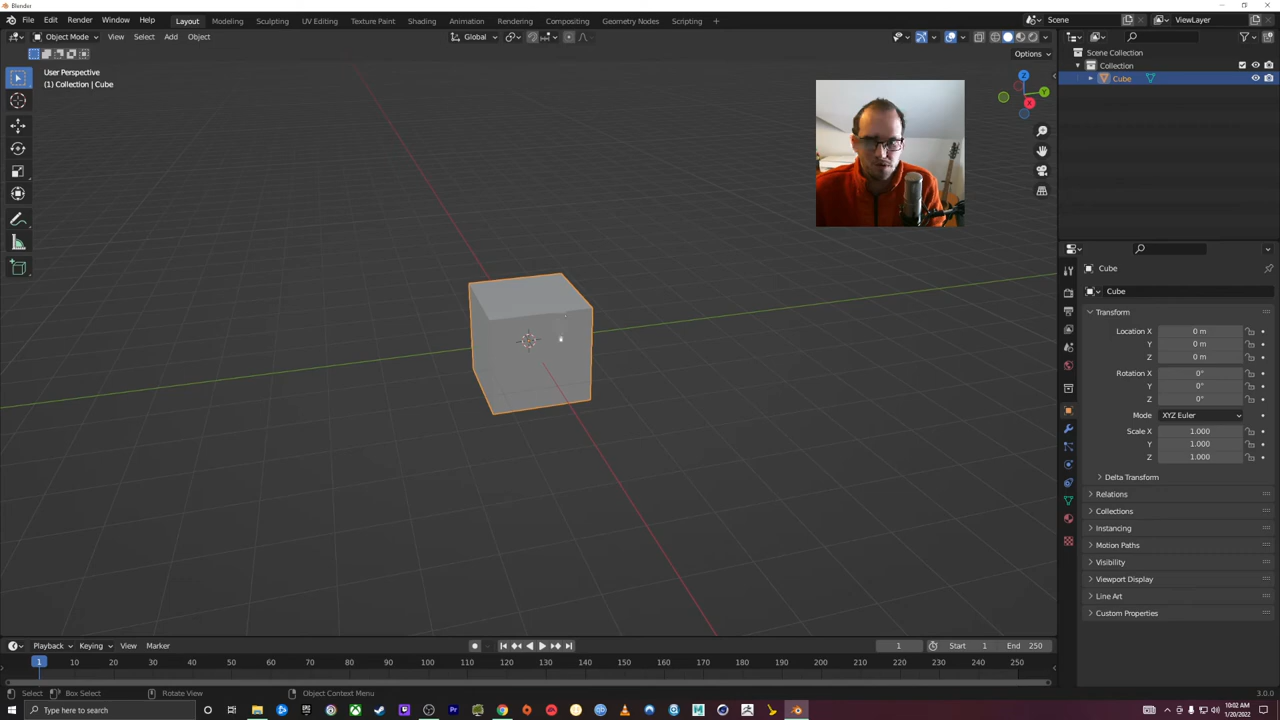 Blender
File Edit Render Window Help Layout Modeling Sculpting UV Editing Texture Paint Shading Animation Rendering Compositing Geometry Nodes Scripting + Scene ViewLayer
Object Mode View Select Add Object Global
Options
User Perspective
(1) Collection | Cube
Z
Y
X
Scene Collection
Collection
Cube
Cube
Cube
Transform
Location X 0 m
Y 0 m
Z 0 m
Rotation X 0°
Y 0°
Z 0°
Mode XYZ Euler
Scale X 1.000
Y 1.000
Z 1.000
Delta Transform
Relations
Collections
Instancing
Motion Paths
Visibility
Viewport Display
Line Art
Custom Properties
Playback Keying View Marker 1 Start 1 End 250
1 10 20 30 40 50 60 70 80 90 100 110 120 130 140 150 160 170 180 190 200 210 220 230 240 250
Select Box Select Rotate View Object Context Menu 3.0.0
Type here to search
10:02 AM
1/20/2022